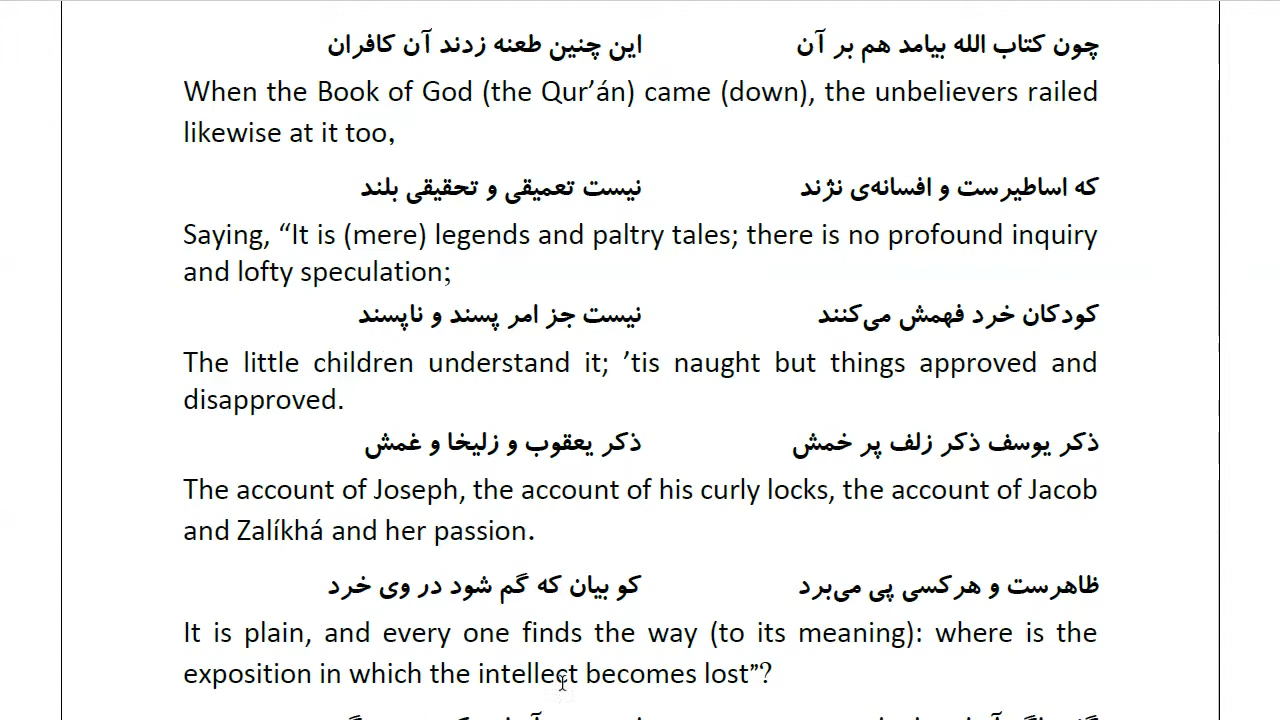 چون کتاب الله بیامد هم بر آن این چنین طعنه زدند آن کافران
When the Book of God (the Qur’án) came (down), the unbelievers railed
likewise at it too,
که اساطیرست و افسانه‌ی نژند نیست تعمیقی و تحقیقی بلند
Saying, “It is (mere) legends and paltry tales; there is no profound inquiry
and lofty speculation;
کودکان خرد فهمش می‌کنند نیست جز امر پسند و ناپسند
The little children understand it; ’tis naught but things approved and
disapproved.
ذکر یوسف ذکر زلف پر خمش ذکر یعقوب و زلیخا و غمش
The account of Joseph, the account of his curly locks, the account of Jacob
and Zalíkhá and her passion.
ظاهرست و هرکسی پی می‌برد کو بیان که گم شود در وی خرد
It is plain, and every one finds the way (to its meaning): where is the
exposition in which the intellect becomes lost”?